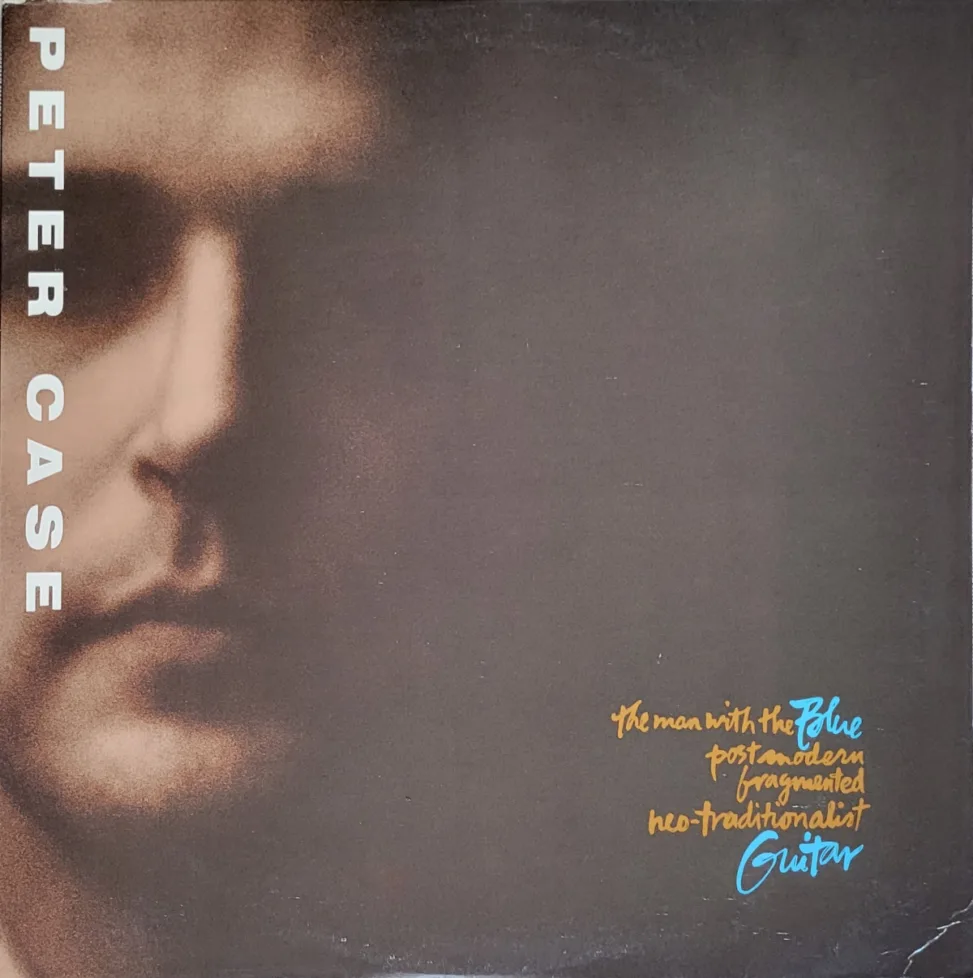 PETER CASE
the man with the Blue
post modern
fragmented
neo-traditionalist
Guitar